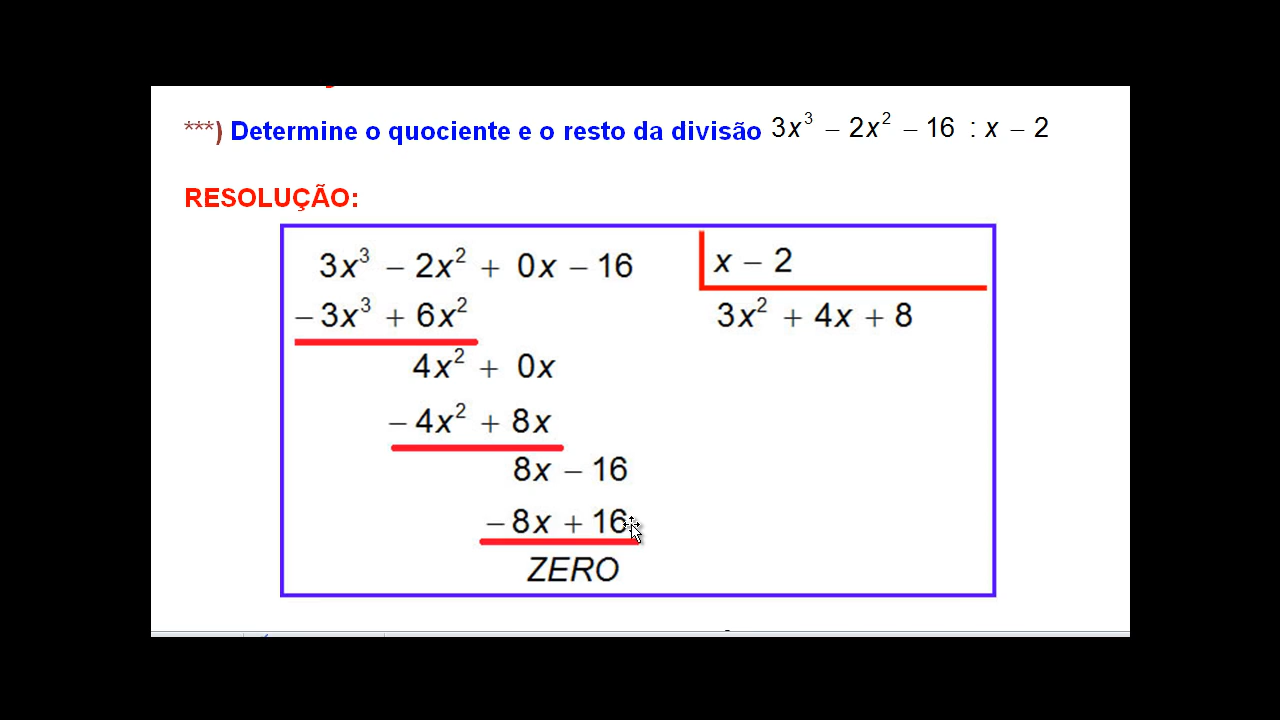 ***) Determine o quociente e o resto da divisão 3x³ – 2x² – 16 : x – 2
RESOLUÇÃO:
3x³ – 2x² + 0x – 16 x – 2
– 3x³ + 6x² 3x² + 4x + 8
4x² + 0x
– 4x² + 8x
8x – 16
– 8x + 16
ZERO